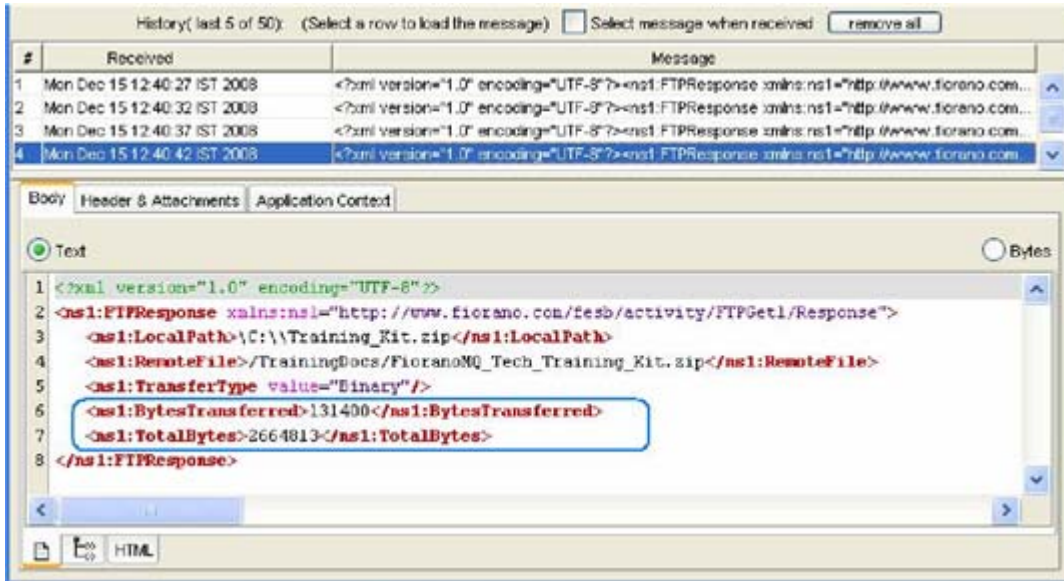 History( last 5 of 50): (Select a row to load the message) Select message when received remove all
# Received Message
1 Mon Dec 15 12:40:27 IST 2008 <?xml version="1.0" encoding="UTF-8"?><ns1:FTPResponse xmlns:ns1="http://www.fiorano.com...
2 Mon Dec 15 12:40:32 IST 2008 <?xml version="1.0" encoding="UTF-8"?><ns1:FTPResponse xmlns:ns1="http://www.fiorano.com...
3 Mon Dec 15 12:40:37 IST 2008 <?xml version="1.0" encoding="UTF-8"?><ns1:FTPResponse xmlns:ns1="http://www.fiorano.com...
4 Mon Dec 15 12:40:42 IST 2008 <?xml version="1.0" encoding="UTF-8"?><ns1:FTPResponse xmlns:ns1="http://www.fiorano.com...
Body Header & Attachments Application Context
Text Bytes
1 <?xml version="1.0" encoding="UTF-8"?>
2 <ns1:FTPResponse xmlns:ns1="http://www.fiorano.com/fesb/activity/FTPGet1/Response">
3 <ns1:LocalPath>\C:\\Training_Kit.zip</ns1:LocalPath>
4 <ns1:RemoteFile>/TrainingDocs/FioranoMQ_Tech_Training_Kit.zip</ns1:RemoteFile>
5 <ns1:TransferType value="Binary"/>
6 <ns1:BytesTransferred>131400</ns1:BytesTransferred>
7 <ns1:TotalBytes>2664813</ns1:TotalBytes>
8 </ns1:FTPResponse>
HTML